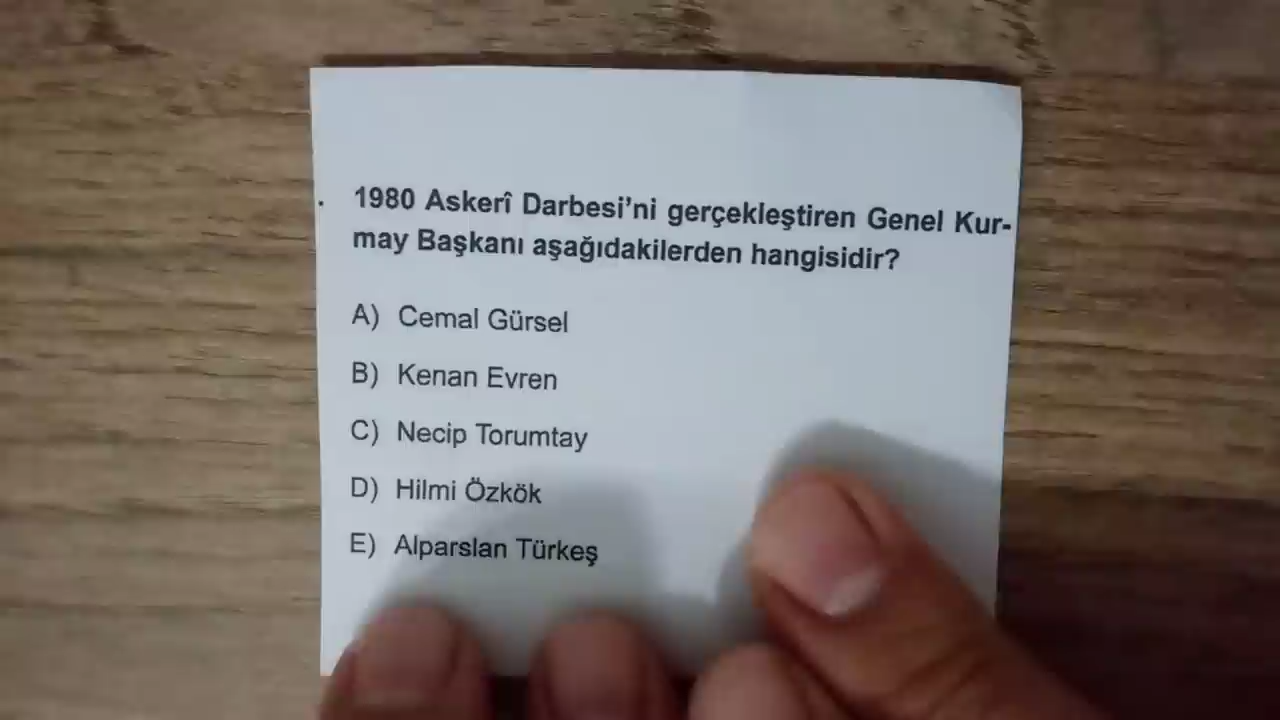 1980 Askerî Darbesi'ni gerçekleştiren Genel Kur-
may Başkanı aşağıdakilerden hangisidir?
A) Cemal Gürsel
B) Kenan Evren
C) Necip Torumtay
D) Hilmi Özkök
E) Alparslan Türkeş